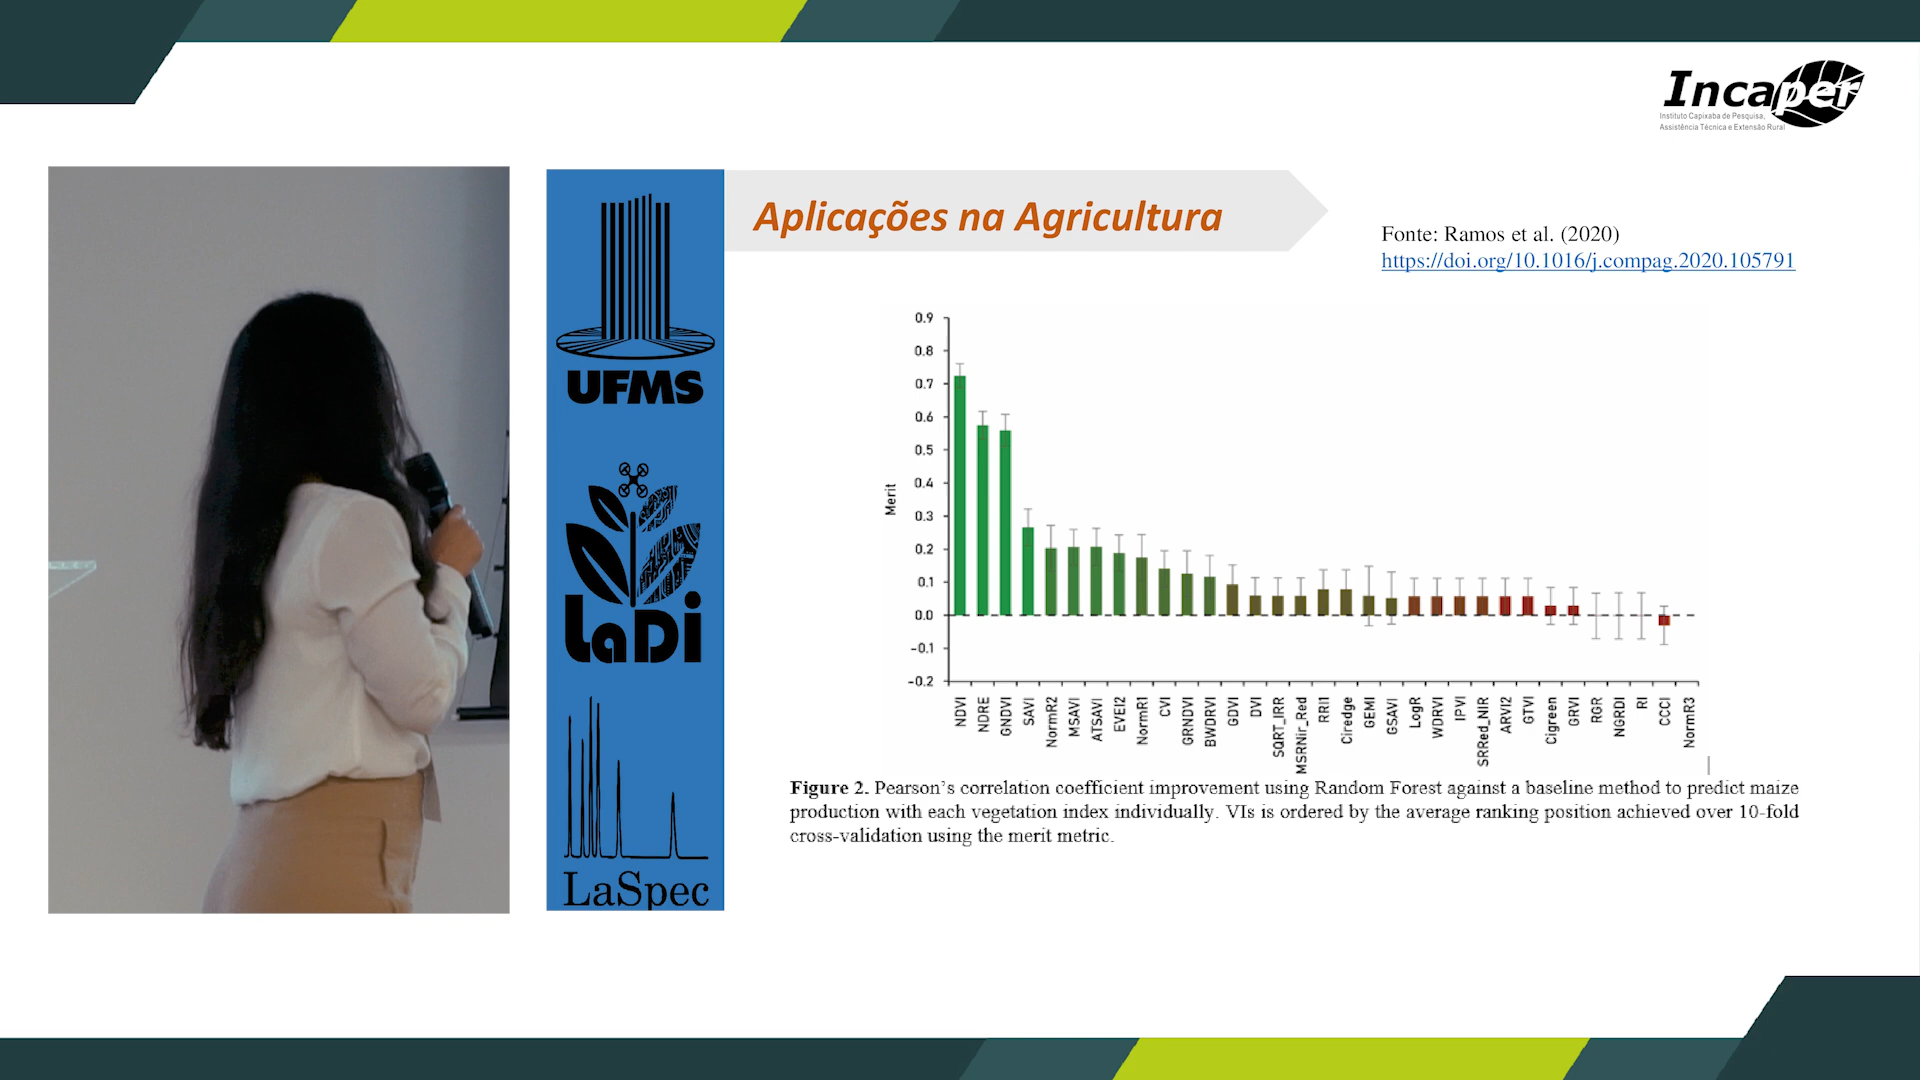 Incaper
Instituto Capixaba de Pesquisa,
Assistência Técnica e Extensão Rural
UFMS
LaDi
LaSpec
Aplicações na Agricultura
Fonte: Ramos et al. (2020)
https://doi.org/10.1016/j.compag.2020.105791
Merit
0.9
0.8
0.7
0.6
0.5
0.4
0.3
0.2
0.1
0.0
-0.1
-0.2
NDVI
NDRE
GNDVI
SAVI
NormR2
MSAVI
ATSAVI
EVEI2
NormR1
CVI
GRNDVI
BWDRVI
GDVI
DVI
SQRT_IRR
MSRNir_Red
RRI1
Ciredge
GEMI
GSAVI
LogR
WDRVI
IPVI
SRRed_NIR
ARVI2
GTVI
Cigreen
GRVI
RGR
NGRDI
RI
CCCI
NormR3
Figure 2. Pearson's correlation coefficient improvement using Random Forest against a baseline method to predict maize
production with each vegetation index individually. VIs is ordered by the average ranking position achieved over 10-fold
cross-validation using the merit metric.